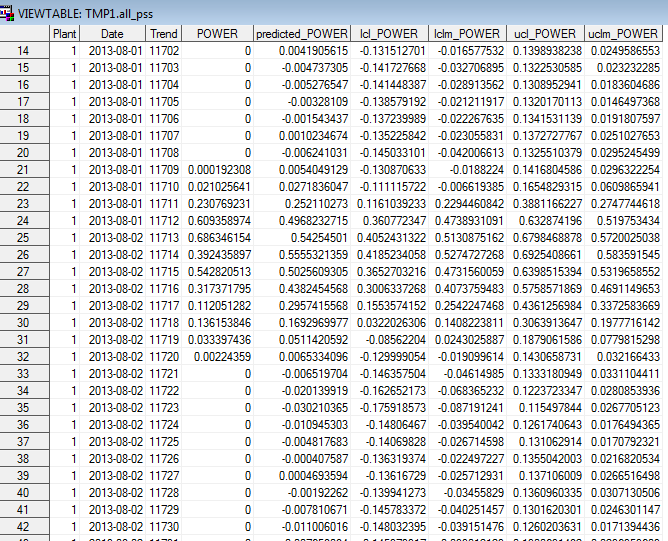 VIEWTABLE: TMP1.all_pss
Plant Date Trend POWER predicted_POWER lcl_POWER lclm_POWER ucl_POWER uclm_POWER
14 1 2013-08-01 11702 0 0.0041905615 -0.131512701 -0.016577532 0.1398938238 0.0249586553
15 1 2013-08-01 11703 0 -0.004737305 -0.141727668 -0.032706895 0.1322530585 0.023232285
16 1 2013-08-01 11704 0 -0.005276547 -0.141448387 -0.028913562 0.1308952941 0.0183604686
17 1 2013-08-01 11705 0 -0.00328109 -0.138579192 -0.021211917 0.1320170113 0.0146497368
18 1 2013-08-01 11706 0 -0.001543437 -0.137239989 -0.022267635 0.1341531139 0.0191807597
19 1 2013-08-01 11707 0 0.0010234674 -0.135225842 -0.023055831 0.1372727767 0.0251027653
20 1 2013-08-01 11708 0 -0.006241031 -0.145033101 -0.042006613 0.1325510379 0.0295245499
21 1 2013-08-01 11709 0.000192308 0.0054049129 -0.130870633 -0.0188224 0.1416804586 0.0296322254
22 1 2013-08-01 11710 0.021025641 0.0271836047 -0.111115722 -0.006619385 0.1654829315 0.0609865941
23 1 2013-08-01 11711 0.230769231 0.252110273 0.1161039233 0.2294460842 0.3881166227 0.2747744618
24 1 2013-08-01 11712 0.609358974 0.4968232715 0.360772347 0.4738931091 0.632874196 0.519753434
25 1 2013-08-02 11713 0.686346154 0.54254501 0.4052431322 0.5130875162 0.6798468878 0.5720025038
26 1 2013-08-02 11714 0.392435897 0.5555321359 0.4185234058 0.5274727268 0.6925408661 0.583591545
27 1 2013-08-02 11715 0.542820513 0.5025609305 0.3652703216 0.4731560059 0.6398515394 0.5319658552
28 1 2013-08-02 11716 0.317371795 0.4382454568 0.3006337268 0.4073759483 0.5758571869 0.4691149653
29 1 2013-08-02 11717 0.112051282 0.2957415568 0.1553574152 0.2542247468 0.4361256984 0.3372583669
30 1 2013-08-02 11718 0.136153846 0.1692969977 0.0322026306 0.1408223811 0.3063913647 0.1977716142
31 1 2013-08-02 11719 0.033397436 0.0511420592 -0.08562204 0.0243025887 0.1879061586 0.0779815298
32 1 2013-08-02 11720 0.00224359 0.0065334096 -0.129999054 -0.019099614 0.1430658731 0.032166433
33 1 2013-08-02 11721 0 -0.006519704 -0.146357504 -0.04614985 0.1333180949 0.0331104411
34 1 2013-08-02 11722 0 -0.020139919 -0.162652173 -0.068365232 0.1223723347 0.0280853936
35 1 2013-08-02 11723 0 -0.030210365 -0.175918573 -0.087191241 0.115497844 0.0267705123
36 1 2013-08-02 11724 0 -0.010945303 -0.14806467 -0.039540042 0.1261740643 0.0176494365
37 1 2013-08-02 11725 0 -0.004817683 -0.14069828 -0.026714598 0.131062914 0.0170792321
38 1 2013-08-02 11726 0 -0.000407587 -0.136319374 -0.022497227 0.1355042003 0.0216820534
39 1 2013-08-02 11727 0 0.0004693594 -0.13616729 -0.025712931 0.137106009 0.0266516498
40 1 2013-08-02 11728 0 -0.00192262 -0.139941273 -0.03455829 0.1360960335 0.0307130506
41 1 2013-08-02 11729 0 -0.007810671 -0.145783372 -0.040251457 0.1301620301 0.0246301147
42 1 2013-08-02 11730 0 -0.011006016 -0.148032395 -0.039151476 0.1260203631 0.0171394436